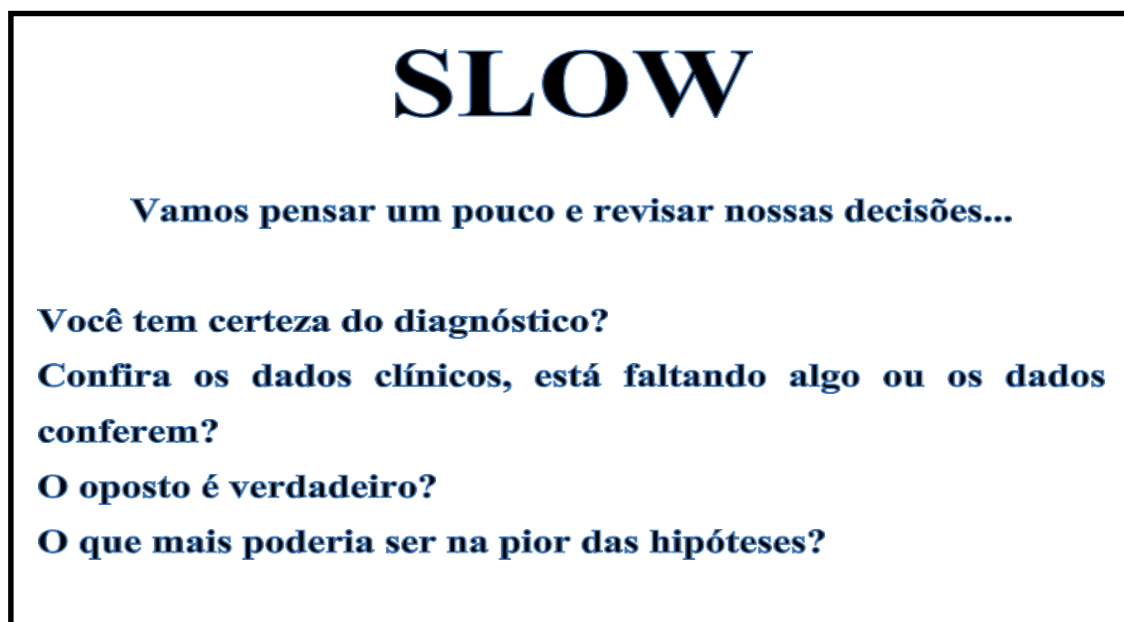 SLOW
Vamos pensar um pouco e revisar nossas decisões...
Você tem certeza do diagnóstico?
Confira os dados clínicos, está faltando algo ou os dados
conferem?
O oposto é verdadeiro?
O que mais poderia ser na pior das hipóteses?